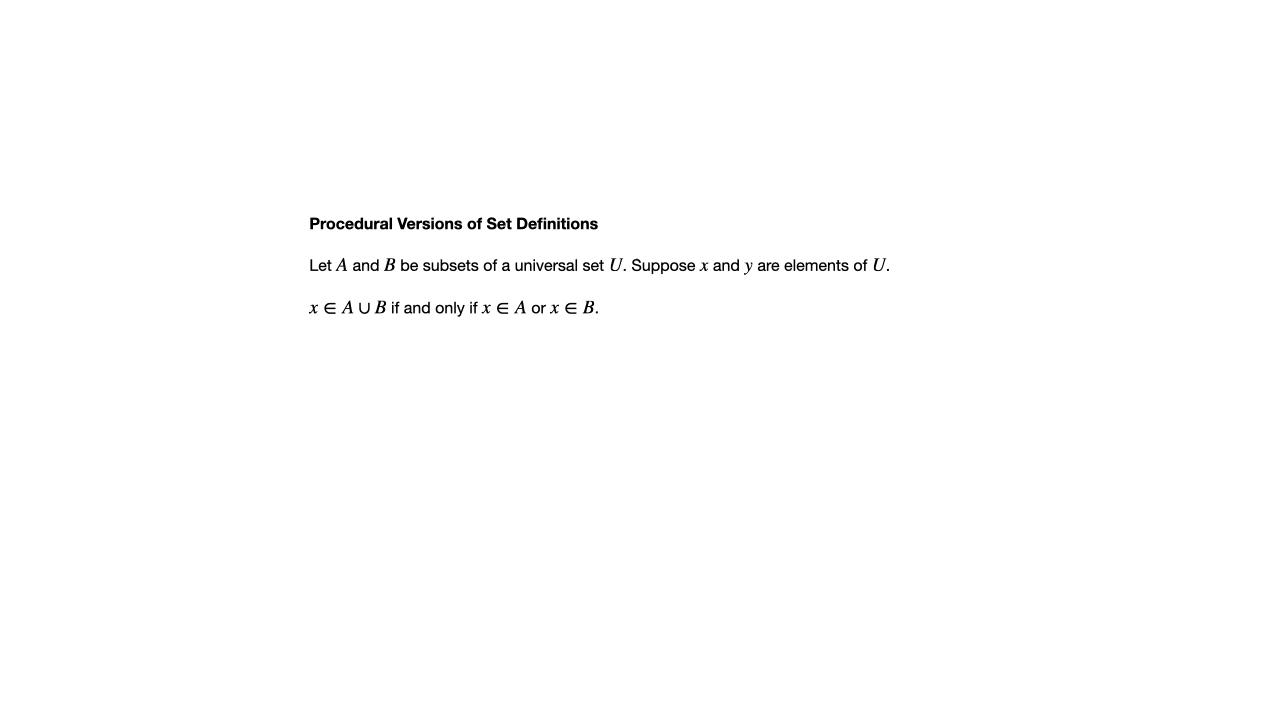 Procedural Versions of Set Definitions
Let A and B be subsets of a universal set U. Suppose x and y are elements of U.
x ∈ A ∪ B if and only if x ∈ A or x ∈ B.